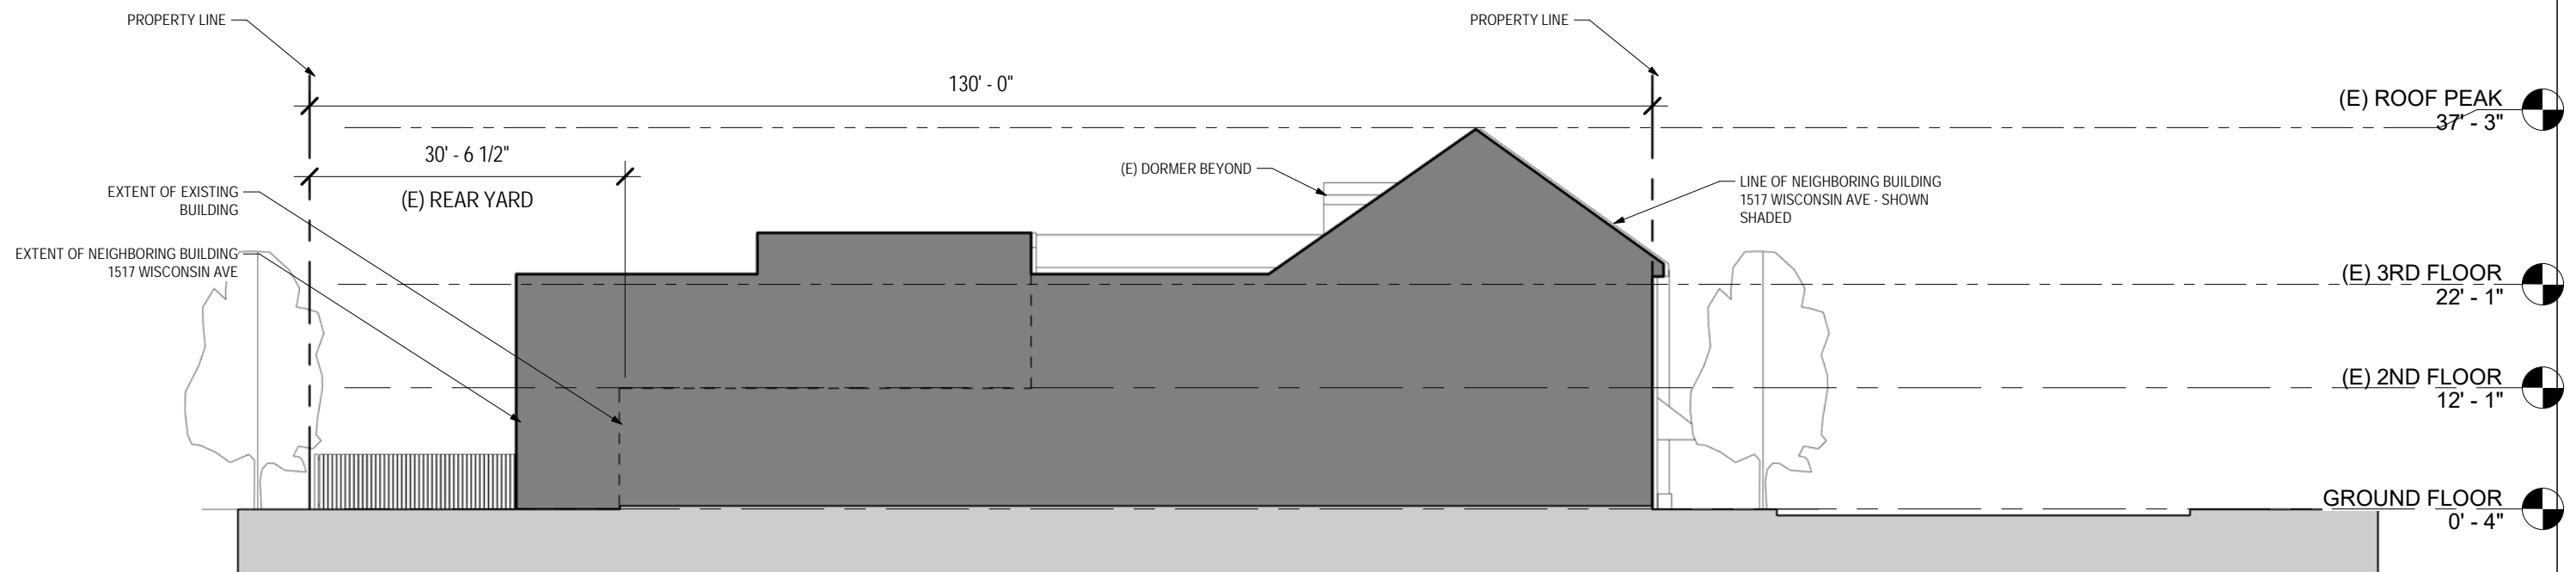 PROPERTY LINE
PROPERTY LINE
130' - 0"
(E) ROOF PEAK
37' - 3"
30' - 6 1/2"
(E) REAR YARD
(E) DORMER BEYOND
EXTENT OF EXISTING
BUILDING
LINE OF NEIGHBORING BUILDING
1517 WISCONSIN AVE - SHOWN
SHADED
EXTENT OF NEIGHBORING BUILDING
1517 WISCONSIN AVE
(E) 3RD FLOOR
22' - 1"
(E) 2ND FLOOR
12' - 1"
GROUND FLOOR
0' - 4"